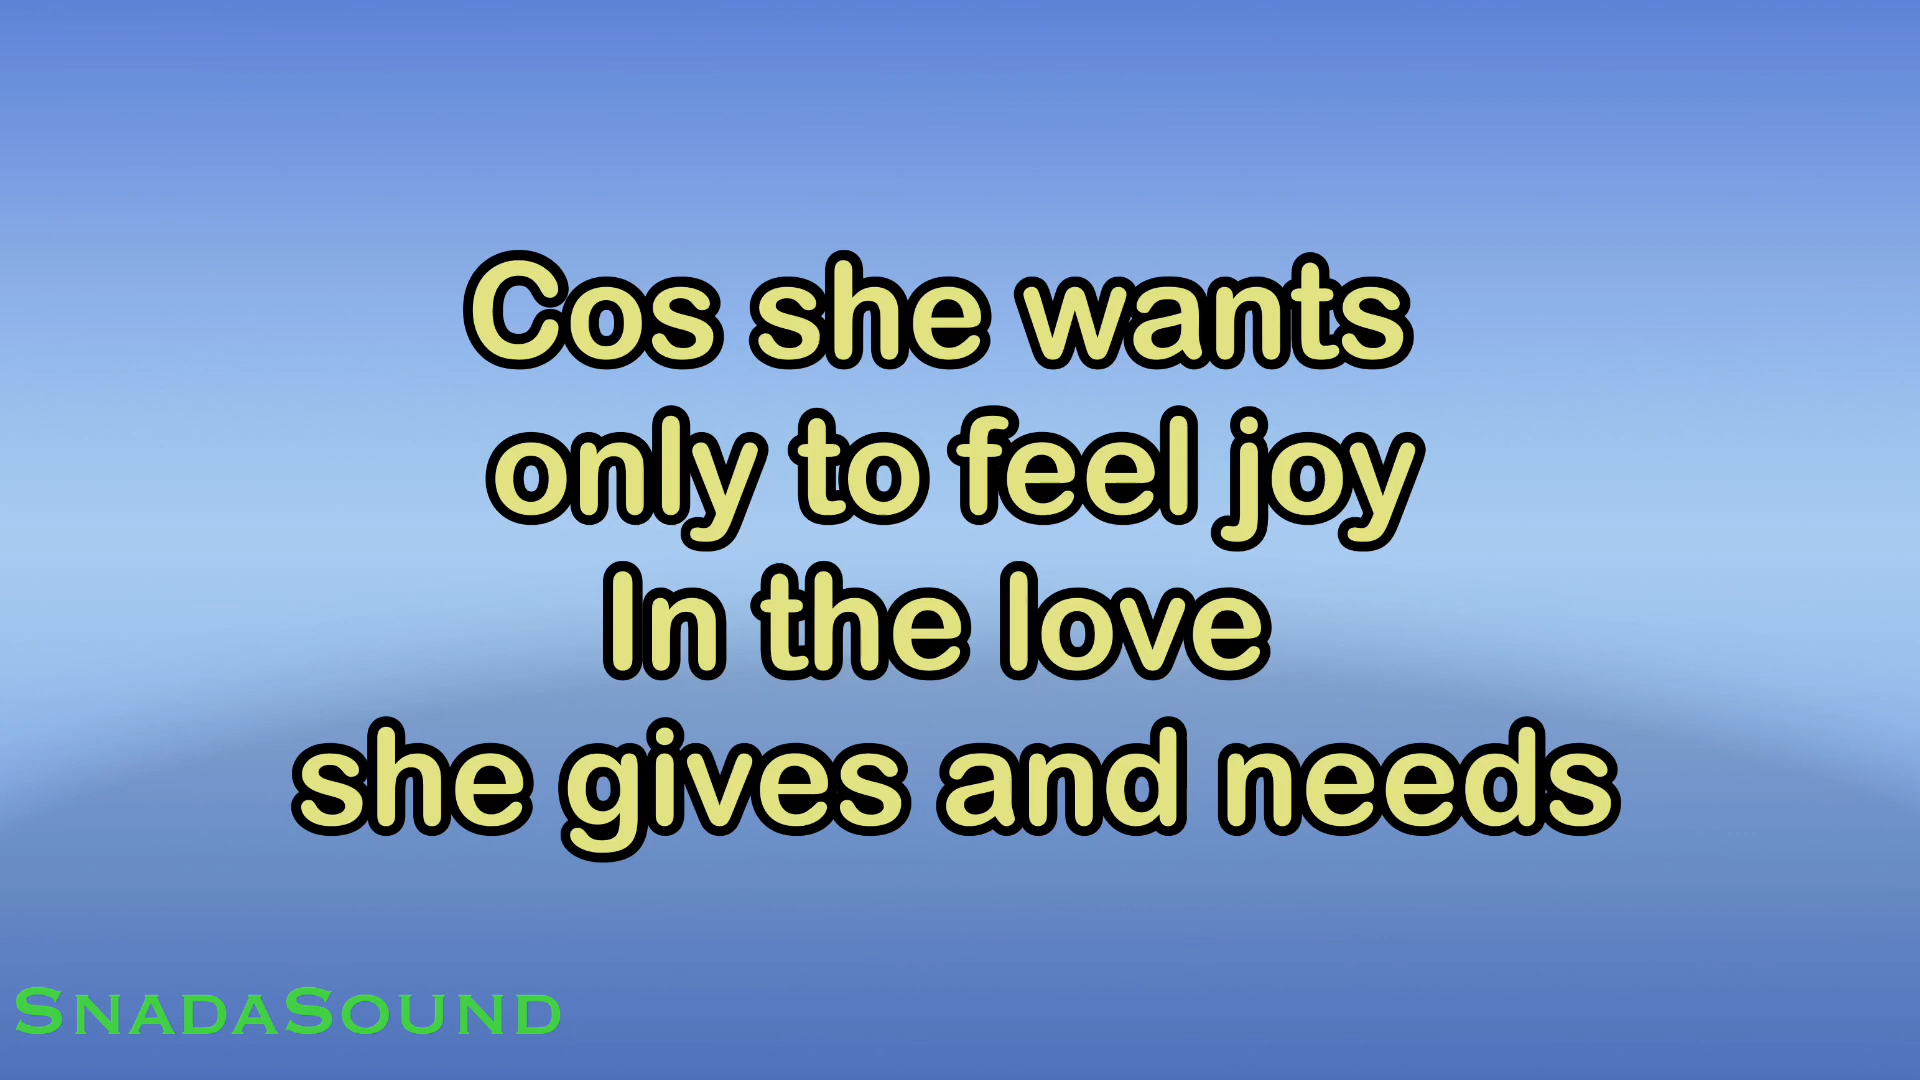 Cos she wants
only to feel joy
In the love
she gives and needs
SnadaSound